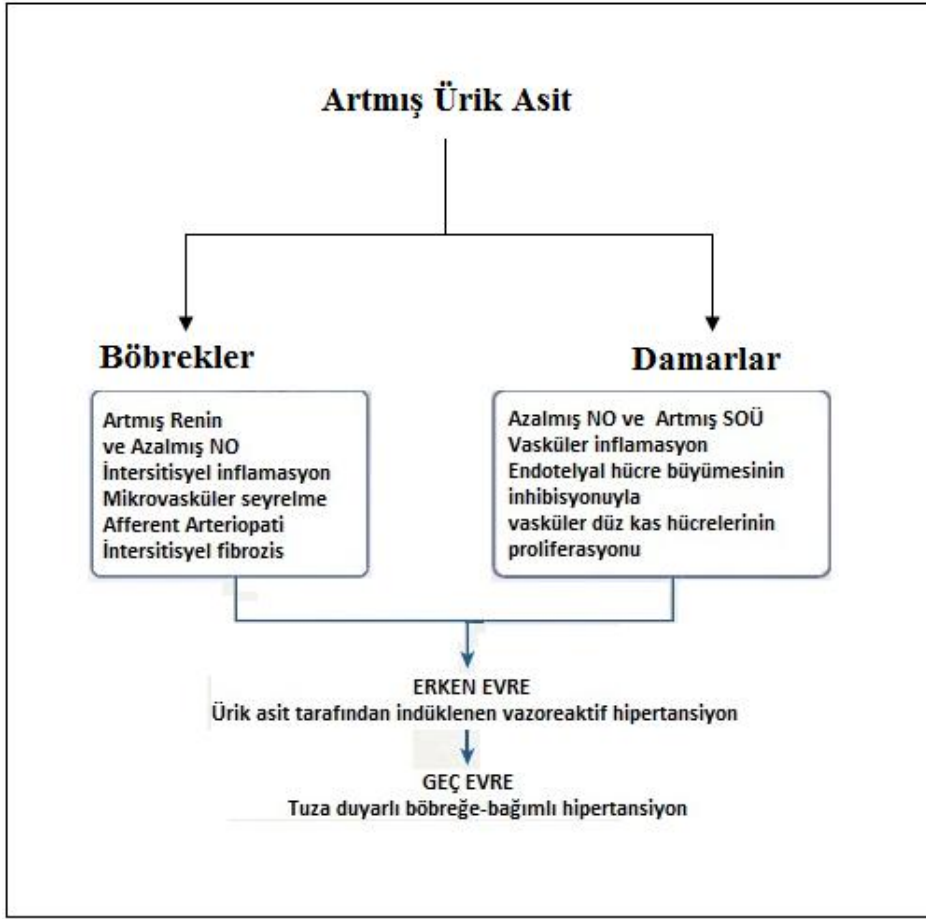 Artmış Ürik Asit
Böbrekler
Artmış Renin
ve Azalmış NO
İntersitisyel inflamasyon
Mikrovasküler seyrelme
Afferent Arteriopati
İntersitisyel fibrozis
Damarlar
Azalmış NO ve Artmış SOÜ
Vasküler inflamasyon
Endotelyal hücre büyümesinin
inhibisyonuyla
vasküler düz kas hücrelerinin
proliferasyonu
ERKEN EVRE
Ürik asit tarafından indüklenen vazoreaktif hipertansiyon
GEÇ EVRE
Tuza duyarlı böbreğe-bağımlı hipertansiyon